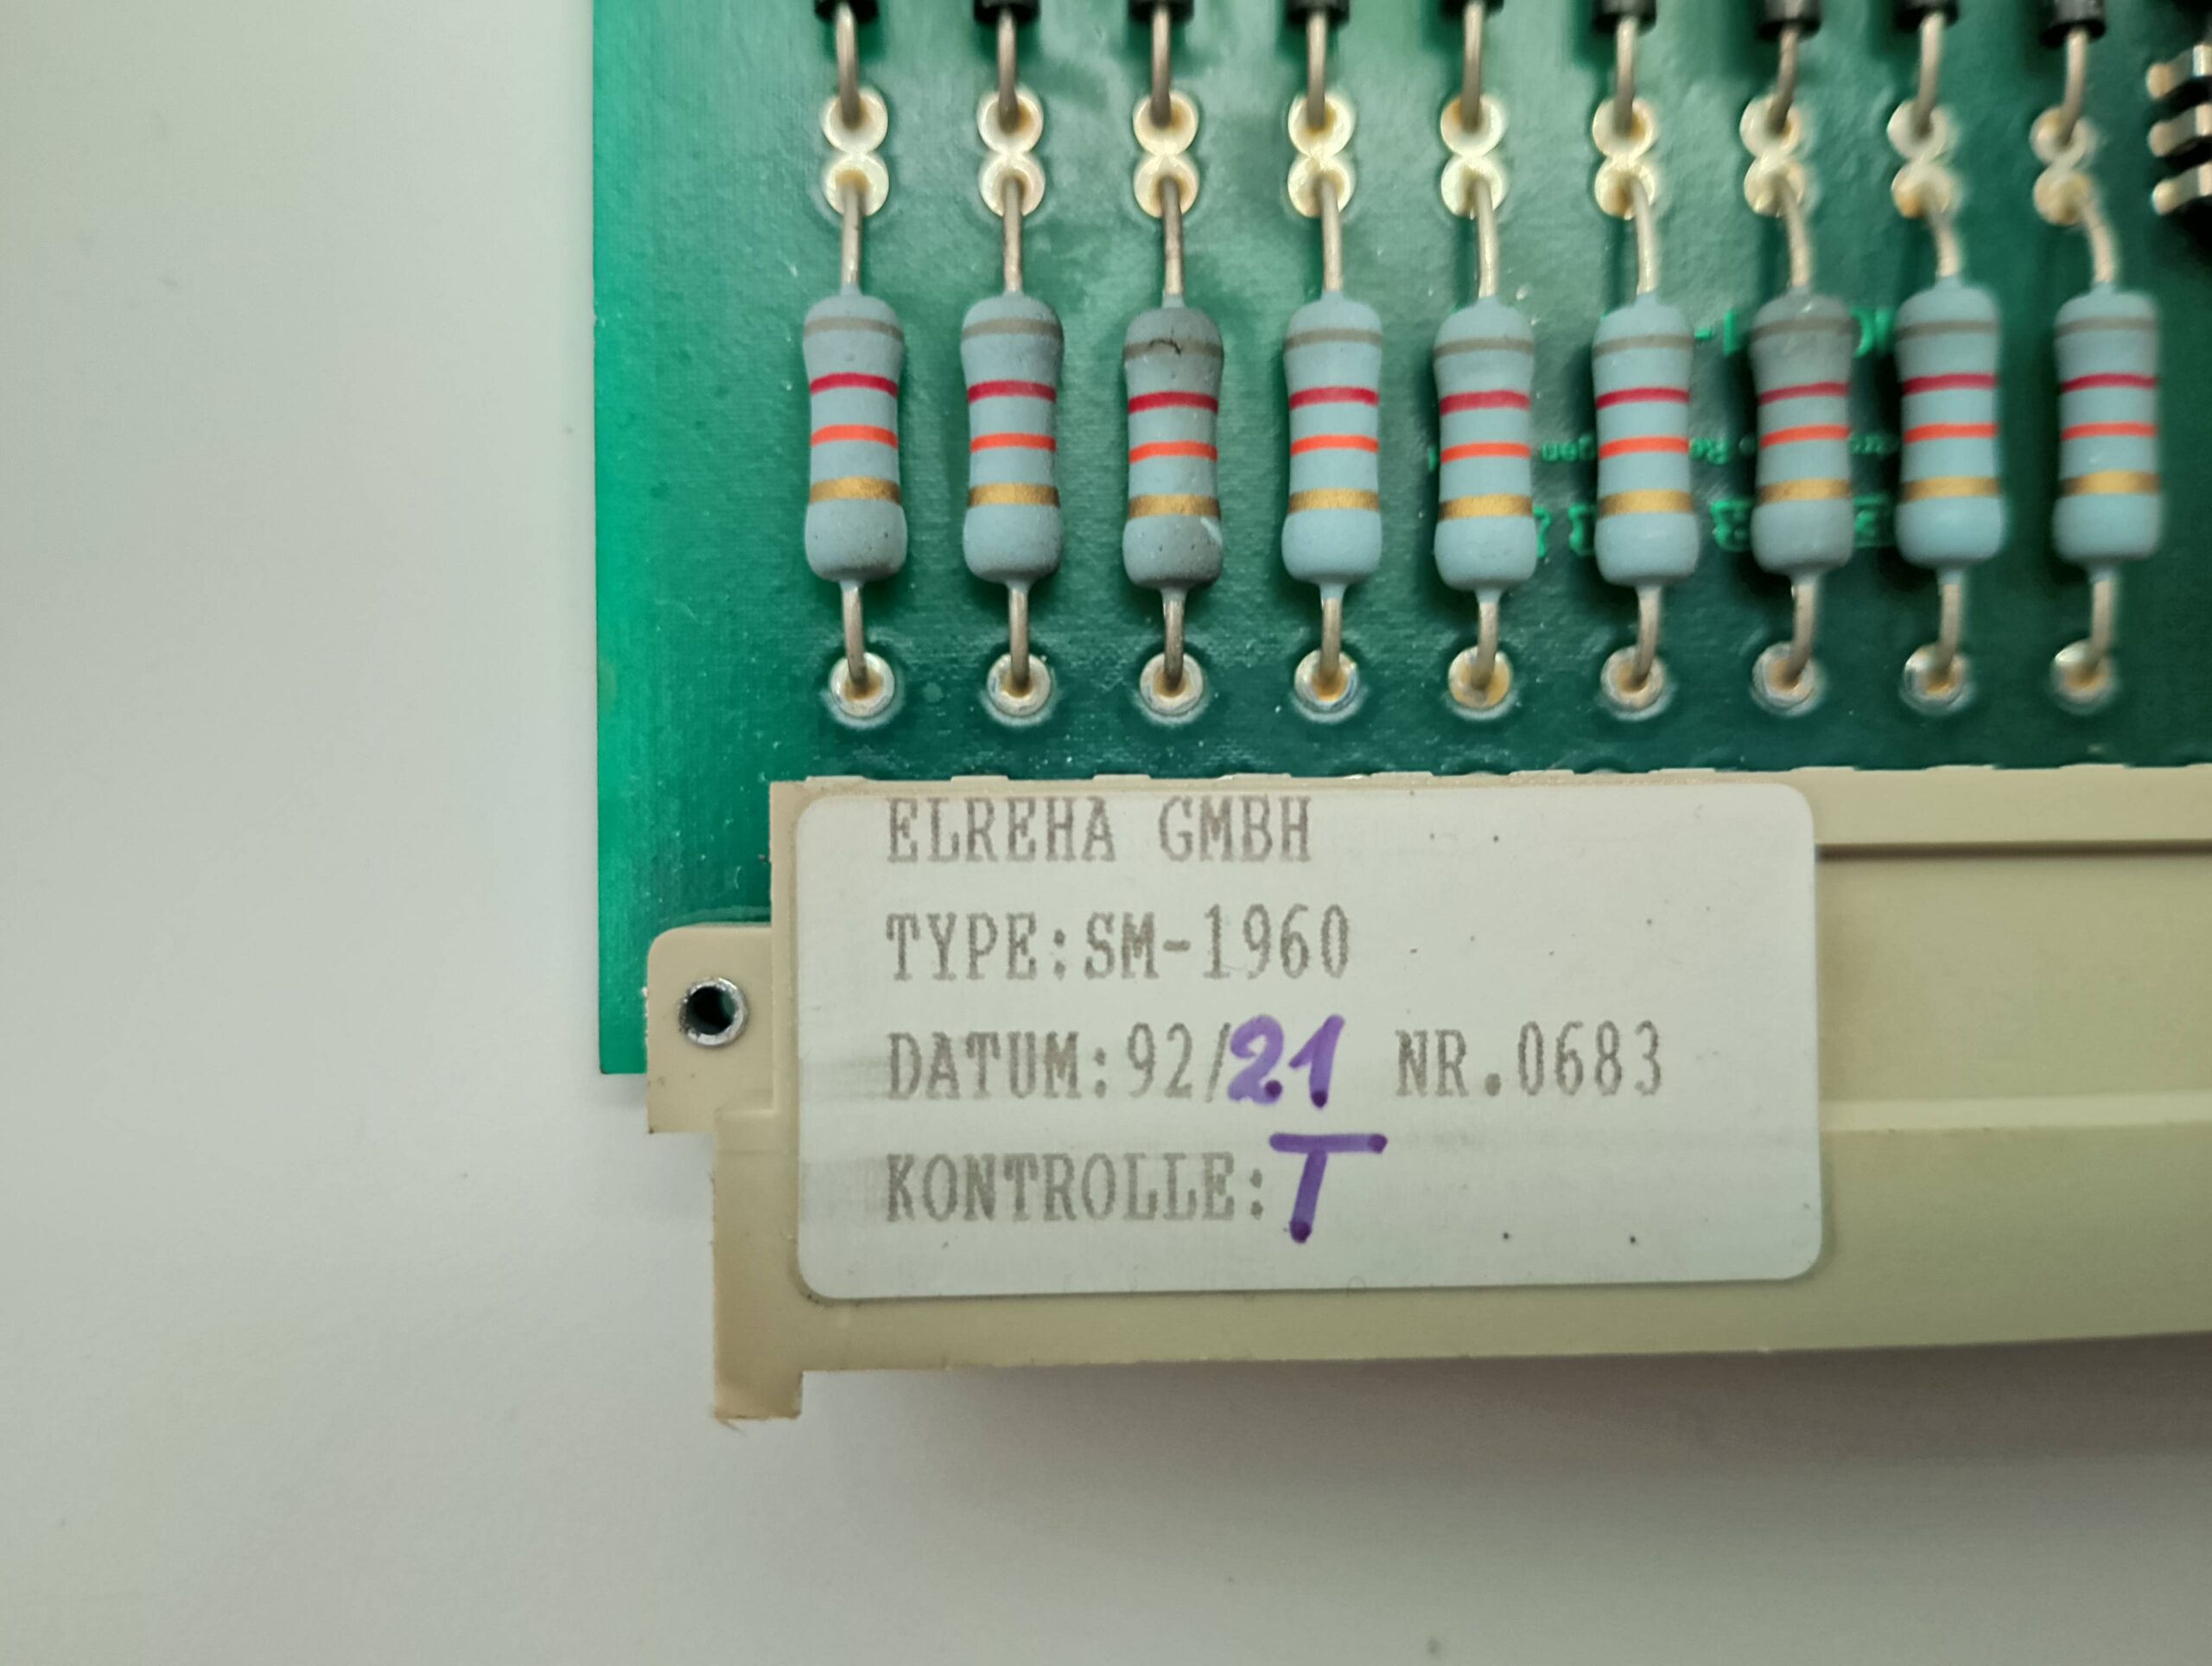 ELREHA GMBH
TYPE:SM-1960
DATUM:92/21 NR.0683
KONTROLLE:T